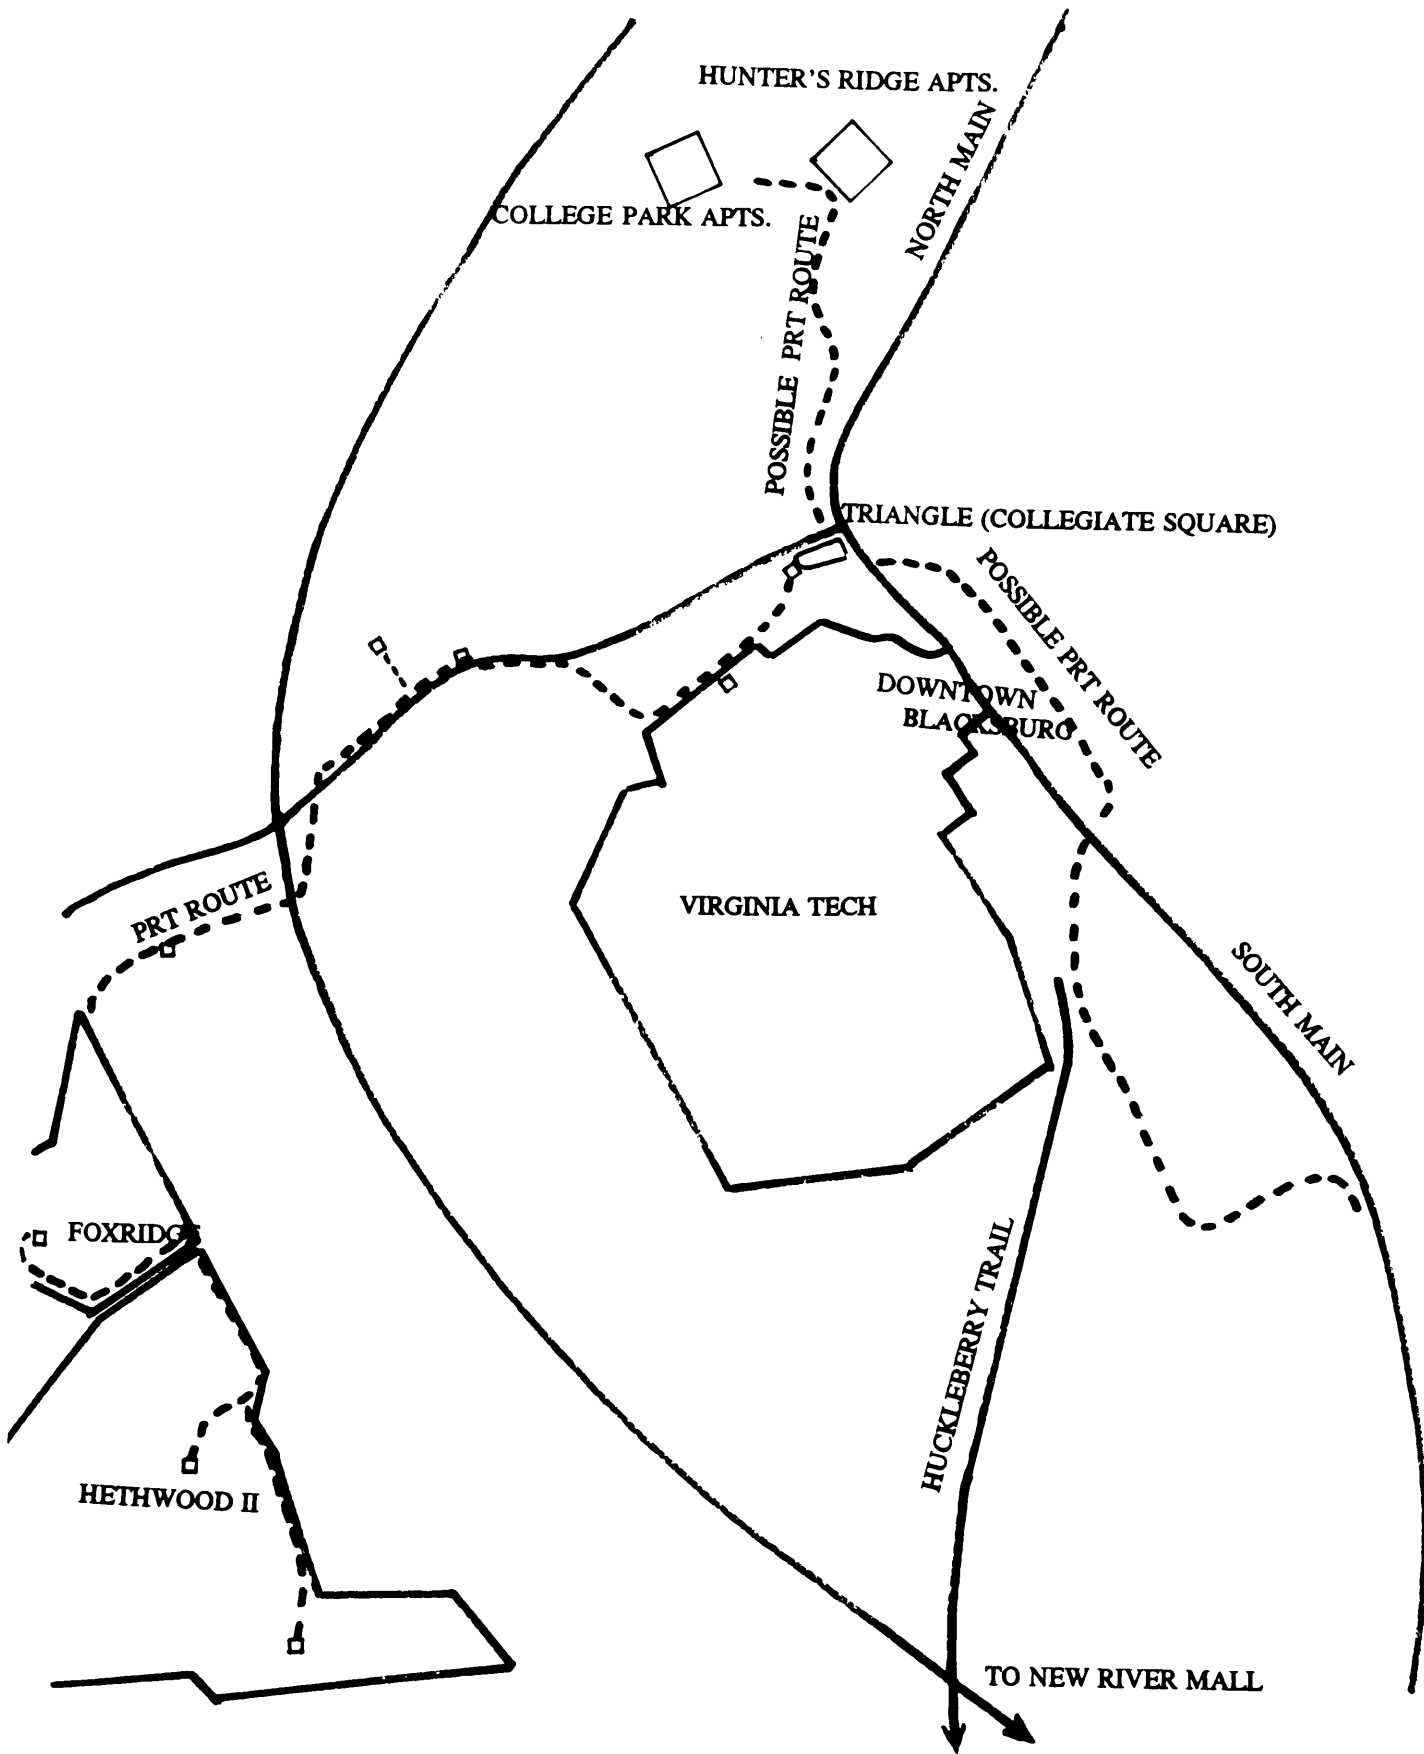 HUNTER'S RIDGE APTS.
NORTH MAIN
COLLEGE PARK APTS.
POSSIBLE PRT ROUTE
TRIANGLE (COLLEGIATE SQUARE)
POSSIBLE PRT ROUTE
DOWNTOWN
BLACKSBURG
PRT ROUTE
VIRGINIA TECH
SOUTH MAIN
FOXRIDGE
HUCKLEBERRY TRAIL
HETHWOOD II
TO NEW RIVER MALL